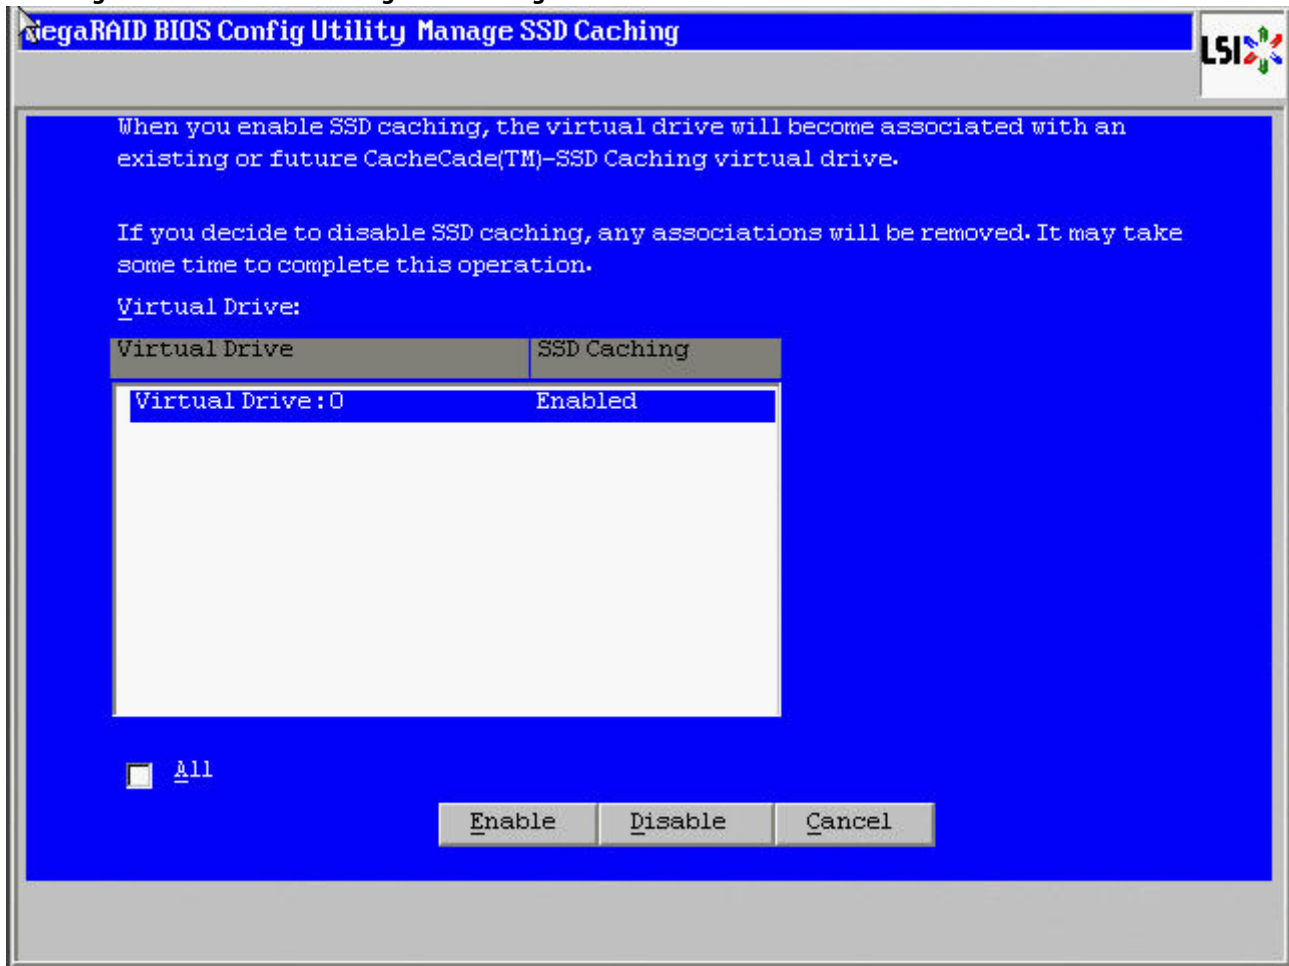 MegaRAID BIOS Config Utility Manage SSD Caching
LSI
When you enable SSD caching, the virtual drive will become associated with an
existing or future CacheCade(TM)-SSD Caching virtual drive.
If you decide to disable SSD caching, any associations will be removed. It may take
some time to complete this operation.
Virtual Drive:
Virtual Drive SSD Caching
Virtual Drive:0 Enabled
All
Enable Disable Cancel